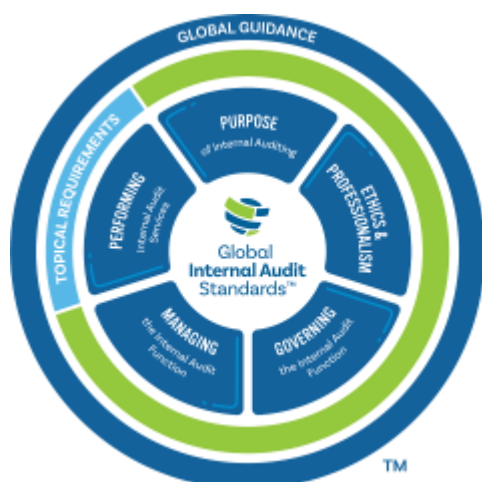 GLOBAL GUIDANCE
TOPICAL REQUIREMENTS
PURPOSE
of Internal Auditing
ETHICS &
PROFESSIONALISM
GOVERNING
the Internal Audit
Function
MANAGING
the Internal Audit
Function
PERFORMING
Internal Audit
Services
Global
Internal Audit
Standards™
TM